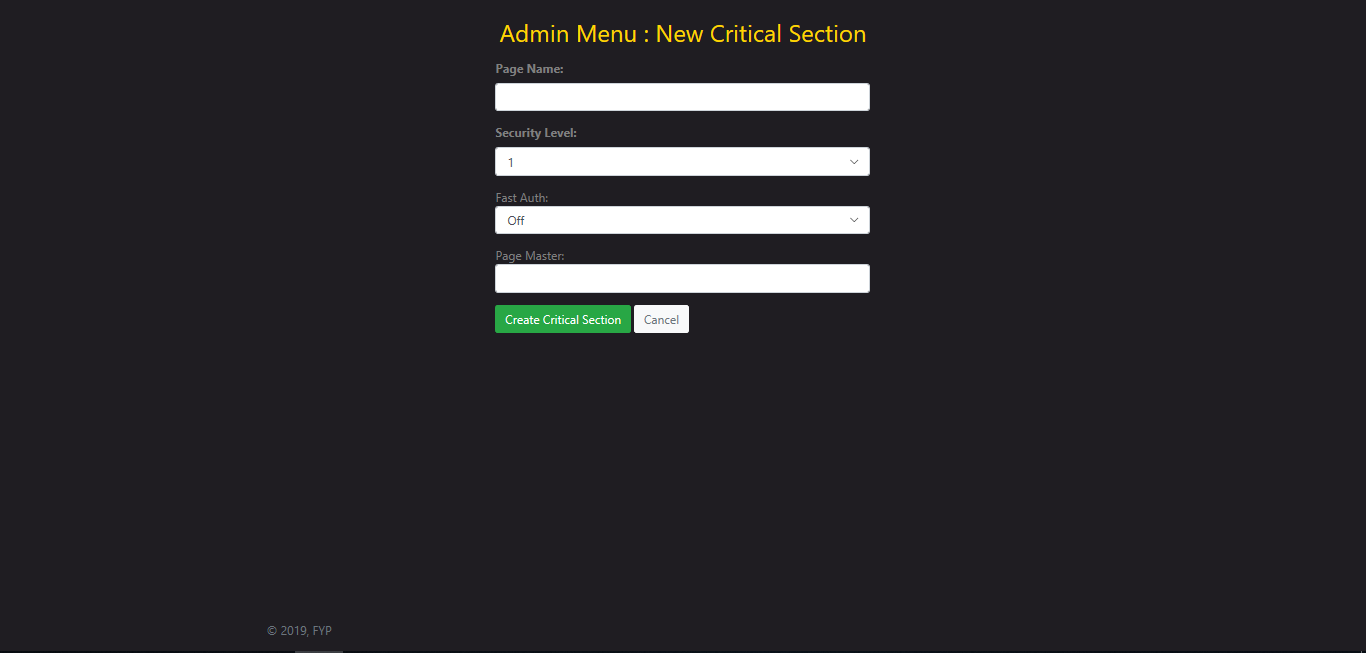 Admin Menu : New Critical Section
Page Name:
Security Level:
1
Fast Auth:
Off
Page Master:
Create Critical Section Cancel
© 2019, FYP